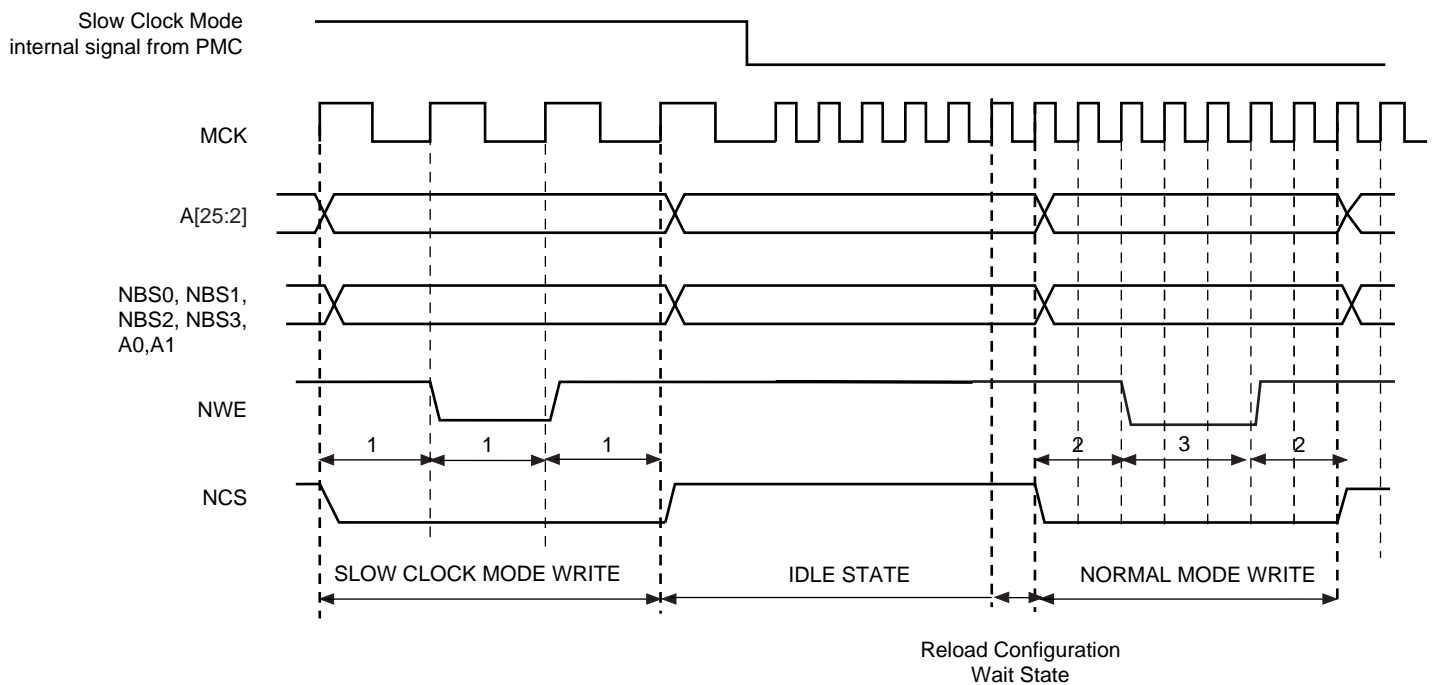 Slow Clock Mode
internal signal from PMC
MCK
A[25:2]
NBS0, NBS1,
NBS2, NBS3,
A0,A1
NWE
1 1 1 2 3 2
NCS
SLOW CLOCK MODE WRITE IDLE STATE NORMAL MODE WRITE
Reload Configuration
Wait State